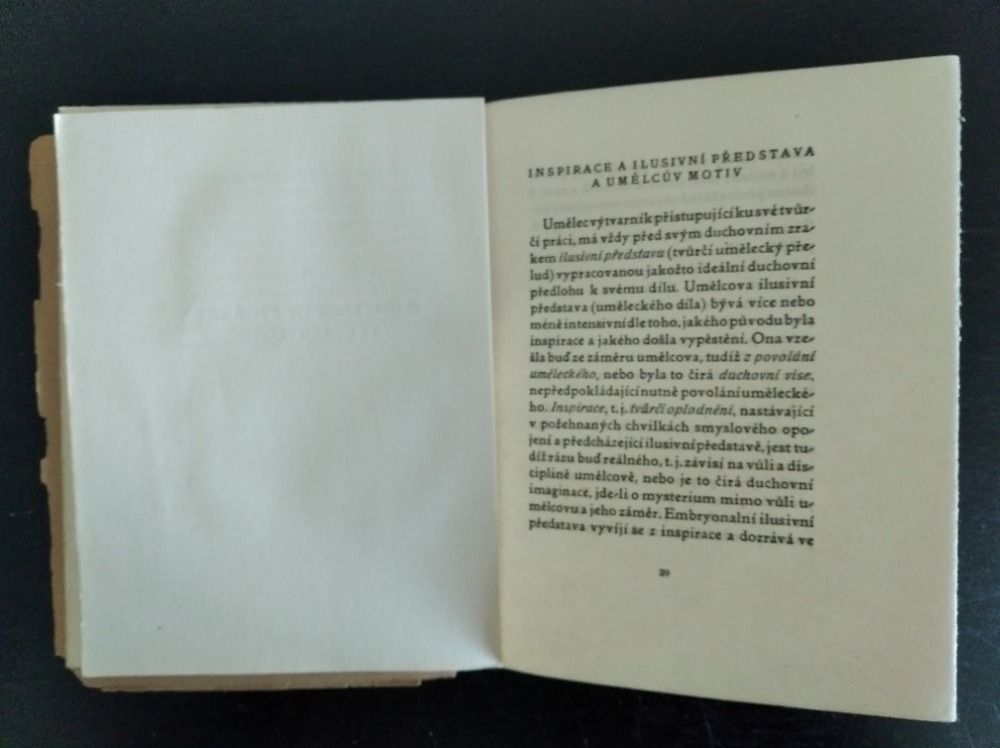 INSPIRACE A ILUSIVNÍ PŘEDSTAVA
A UMĚLCŮV MOTIV
Umělec výtvarník přistupující ku své tvůr-
čí práci, má vždy před svým duchovním zra-
kem ilusivní představu (tvůrčí umělecký pře-
lud) vypracovanou jakožto ideální duchovní
předlohu k svému dílu. Umělcova ilusivní
představa (uměleckého díla) bývá více nebo
méně intensivní dle toho, jakého původu byla
inspirace a jakého došla vypěstění. Ona vze-
šla buď ze záměru umělcova, tudíž z povolání
uměleckého, nebo byla to čirá duchovní vise,
nepředpokládající nutně povolání umělecké-
ho. Inspirace, t. j. tvůrčí oplodnění, nastávající
v požehnaných chvilkách smyslového opo-
jení a předcházející ilusivní představě, jest tu-
díž rázu buď reálného, t. j. závisí na vůli a dis-
ciplině umělcově, nebo je to čirá duchovní
imaginace, jde-li o mysterium mimo vůli u-
mělcovu a jeho záměr. Embryonalní ilusivní
představa vyvíjí se z inspirace a dozrává ve